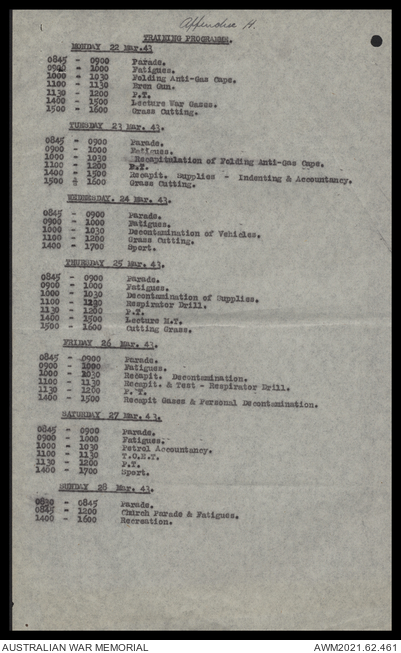 Appendix H.
TRAINING PROGRAMME.
MONDAY 22 Mar.43
0845 - 0900 Parade.
0900 - 1000 Fatigues.
1000 - 1030 Folding Anti-Gas Cape.
1100 - 1130 Bren Gun.
1130 - 1200 P.T.
1400 - 1500 Lecture War Gases.
1500 - 1600 Grass Cutting.
TUESDAY 23 Mar. 43.
0845 - 0900 Parade.
0900 - 1000 Fatigues.
1000 - 1030 Recapitulation of Folding Anti-Gas Cape.
1100 - 1200 P.T.
1400 - 1500 Recapit. Supplies - Indenting & Accountancy.
1500 - 1600 Grass Cutting.
WEDNESDAY. 24 Mar. 43.
0845 - 0900 Parade.
0900 - 1000 Fatigues.
1000 - 1030 Decontamination of Vehicles.
1100 - 1200 Grass Cutting.
1400 - 1700 Sport.
THURSDAY 25 Mar. 43.
0845 - 0900 Parade.
0900 - 1000 Fatigues.
1000 - 1030 Decontamination of Supplies.
1100 - 1130 Respirator Drill.
1130 - 1200 P.T.
1400 - 1500 Lecture M.T.
1500 - 1600 Cutting Grass.
FRIDAY 26 Mar. 43.
0845 - 0900 Parade.
0900 - 1000 Fatigues.
1000 - 1030 Recapit. Decontamination.
1100 - 1130 Recapit. & Test - Respirator Drill.
1130 - 1200 P. T.
1400 - 1500 Recapit Gases & Personal Decontamination.
SATURDAY 27 Mar. 43.
0845 - 0900 Parade.
0900 - 1000 Fatigues.
1000 - 1030 Petrol Accountancy.
1100 - 1130 T.O.E.T.
1130 - 1200 P.T.
1400 - 1700 Sport.
SUNDAY 28 Mar. 43.
0830 - 0845 Parade.
0845 - 1200 Church Parade & Fatigues.
1400 - 1600 Recreation.
AUSTRALIAN WAR MEMORIAL AWM2021.62.461